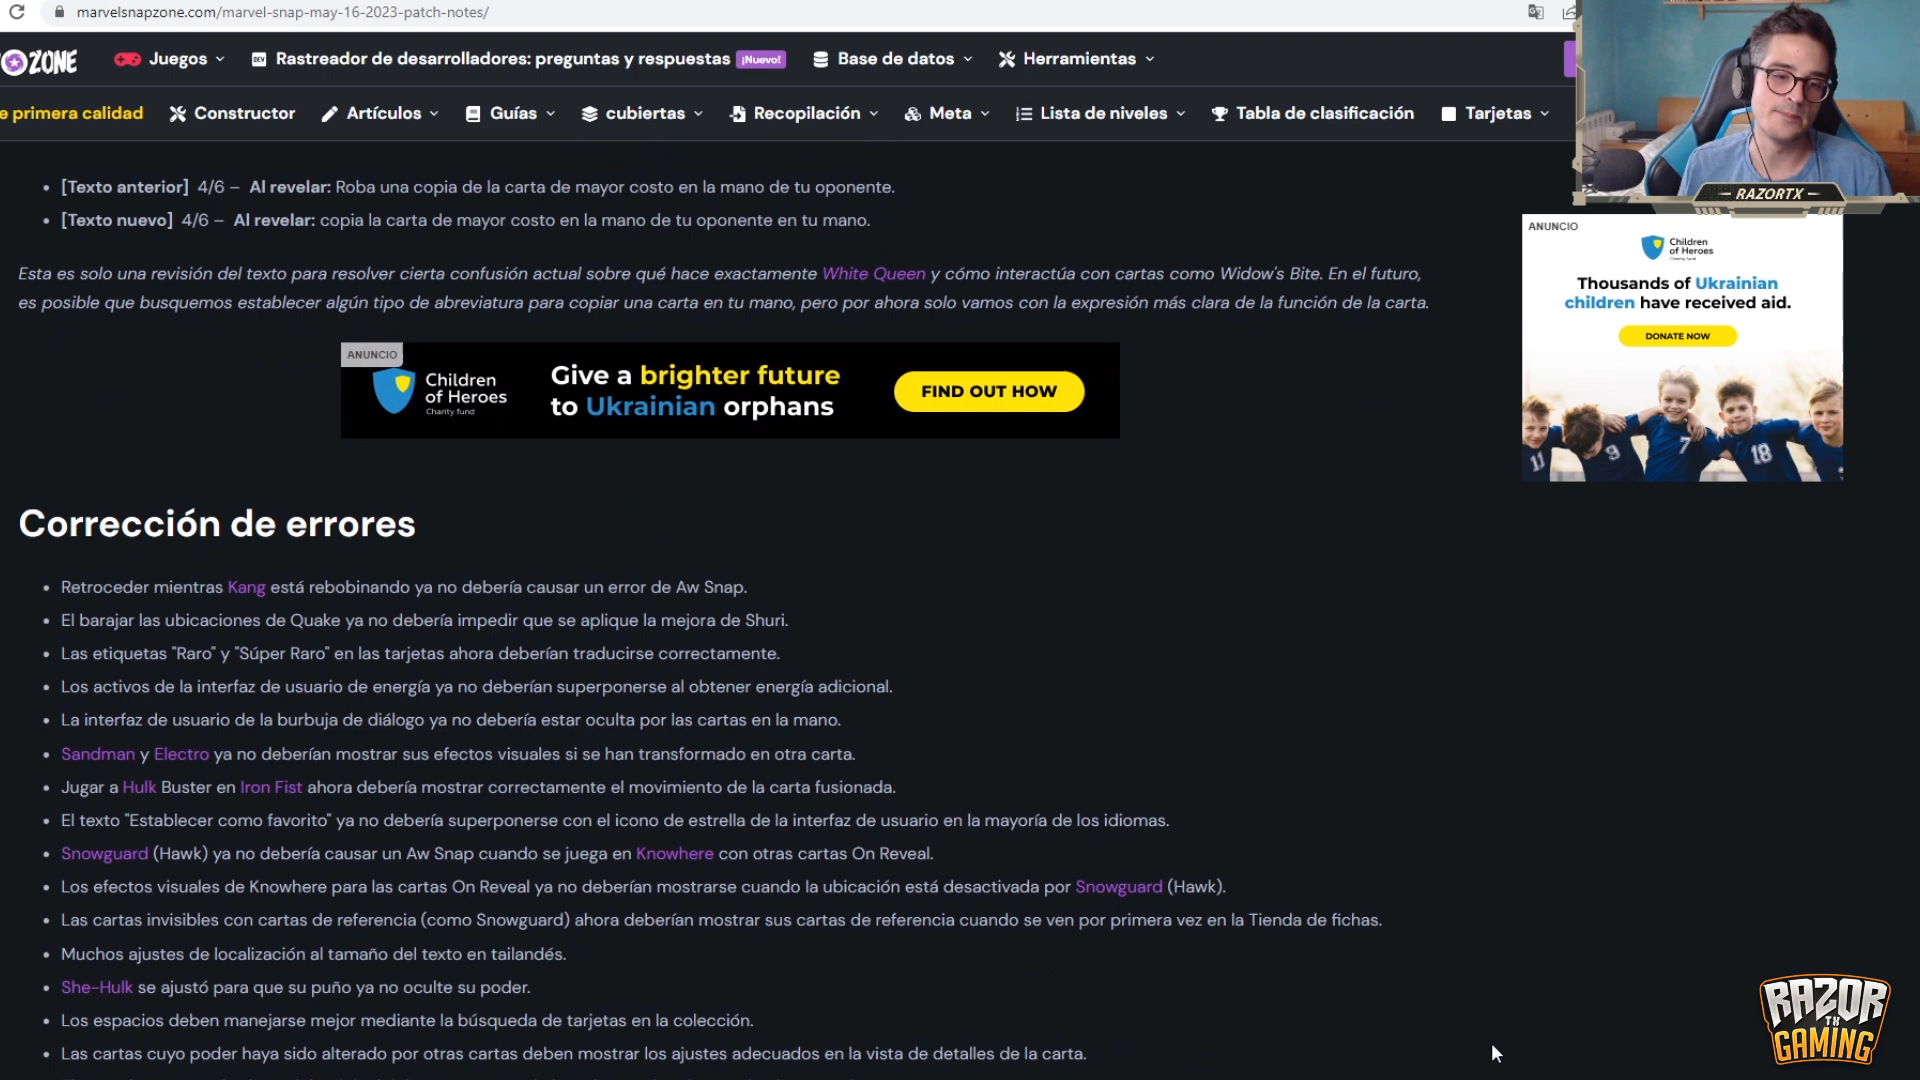 marvelsnapzone.com/marvel-snap-may-16-2023-patch-notes/
ZONE
Juegos
Rastreador de desarrolladores: preguntas y respuestas ¡Nuevo!
Base de datos
Herramientas
e primera calidad
Constructor
Artículos
Guías
cubiertas
Recopilación
Meta
Lista de niveles
Tabla de clasificación
Tarjetas
RAZORTX
• [Texto anterior] 4/6 – Al revelar: Roba una copia de la carta de mayor costo en la mano de tu oponente.
• [Texto nuevo] 4/6 – Al revelar: copia la carta de mayor costo en la mano de tu oponente en tu mano.
Esta es solo una revisión del texto para resolver cierta confusión actual sobre qué hace exactamente White Queen y cómo interactúa con cartas como Widow's Bite. En el futuro,
es posible que busquemos establecer algún tipo de abreviatura para copiar una carta en tu mano, pero por ahora solo vamos con la expresión más clara de la función de la carta.
ANUNCIO
Children
of Heroes
Charity fund
Thousands of Ukrainian
children have received aid.
DONATE NOW
11
9
7
18
ANUNCIO
Children
of Heroes
Charity fund
Give a brighter future
to Ukrainian orphans
FIND OUT HOW
Corrección de errores
• Retroceder mientras Kang está rebobinando ya no debería causar un error de Aw Snap.
• El barajar las ubicaciones de Quake ya no debería impedir que se aplique la mejora de Shuri.
• Las etiquetas "Raro" y "Súper Raro" en las tarjetas ahora deberían traducirse correctamente.
• Los activos de la interfaz de usuario de energía ya no deberían superponerse al obtener energía adicional.
• La interfaz de usuario de la burbuja de diálogo ya no debería estar oculta por las cartas en la mano.
• Sandman y Electro ya no deberían mostrar sus efectos visuales si se han transformado en otra carta.
• Jugar a Hulk Buster en Iron Fist ahora debería mostrar correctamente el movimiento de la carta fusionada.
• El texto "Establecer como favorito" ya no debería superponerse con el icono de estrella de la interfaz de usuario en la mayoría de los idiomas.
• Snowguard (Hawk) ya no debería causar un Aw Snap cuando se juega en Knowhere con otras cartas On Reveal.
• Los efectos visuales de Knowhere para las cartas On Reveal ya no deberían mostrarse cuando la ubicación está desactivada por Snowguard (Hawk).
• Las cartas invisibles con cartas de referencia (como Snowguard) ahora deberían mostrar sus cartas de referencia cuando se ven por primera vez en la Tienda de fichas.
• Muchos ajustes de localización al tamaño del texto en tailandés.
• She-Hulk se ajustó para que su puño ya no oculte su poder.
• Los espacios deben manejarse mejor mediante la búsqueda de tarjetas en la colección.
• Las cartas cuyo poder haya sido alterado por otras cartas deben mostrar los ajustes adecuados en la vista de detalles de la carta.
RAZOR
TX
GAMING